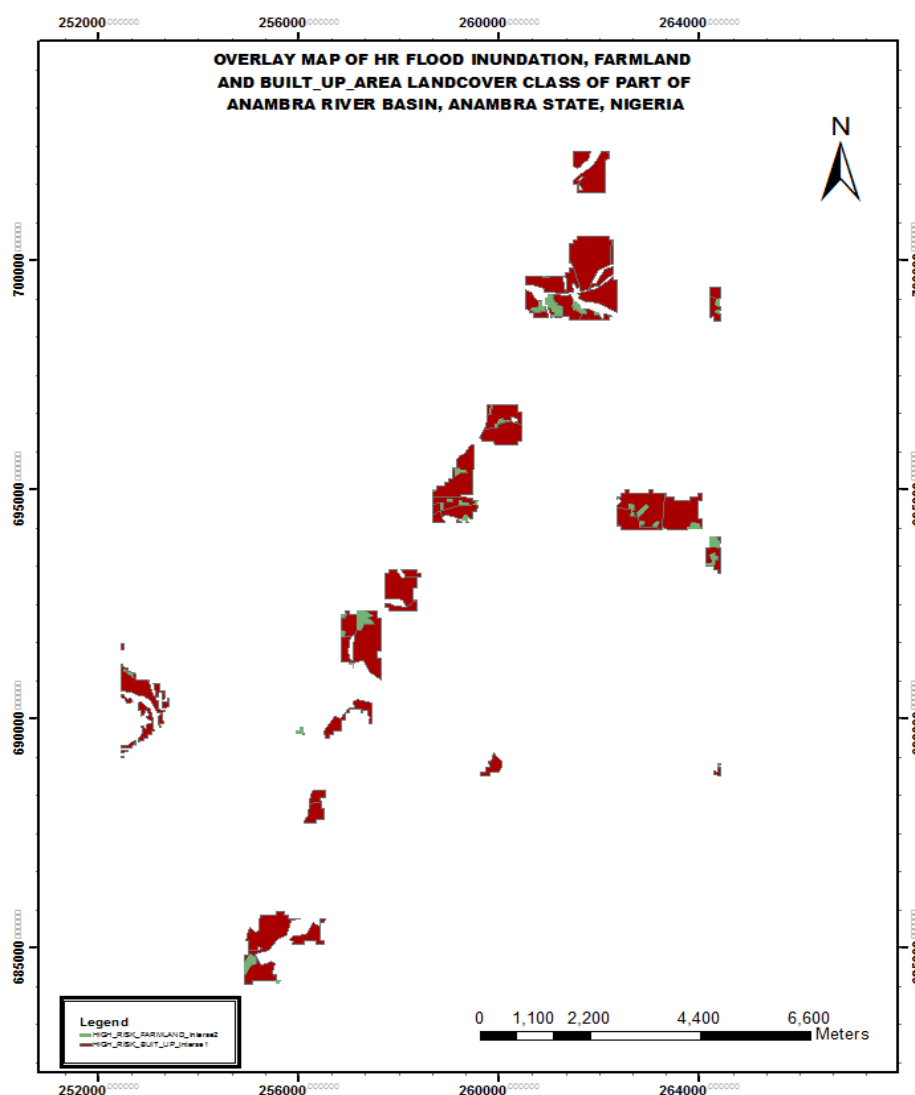 252000 256000 260000 264000
OVERLAY MAP OF HR FLOOD INUNDATION, FARMLAND
AND BUILT_UP_AREA LANDCOVER CLASS OF PART OF
ANAMBRA RIVER BASIN, ANAMBRA STATE, NIGERIA
N
700000
695000
690000
685000
Legend
HIGH_RISK_FARMLAND_Interse2
HIGH_RISK_BUIT_UP_Interse1
0 1,100 2,200 4,400 6,600
Meters
252000 256000 260000 264000